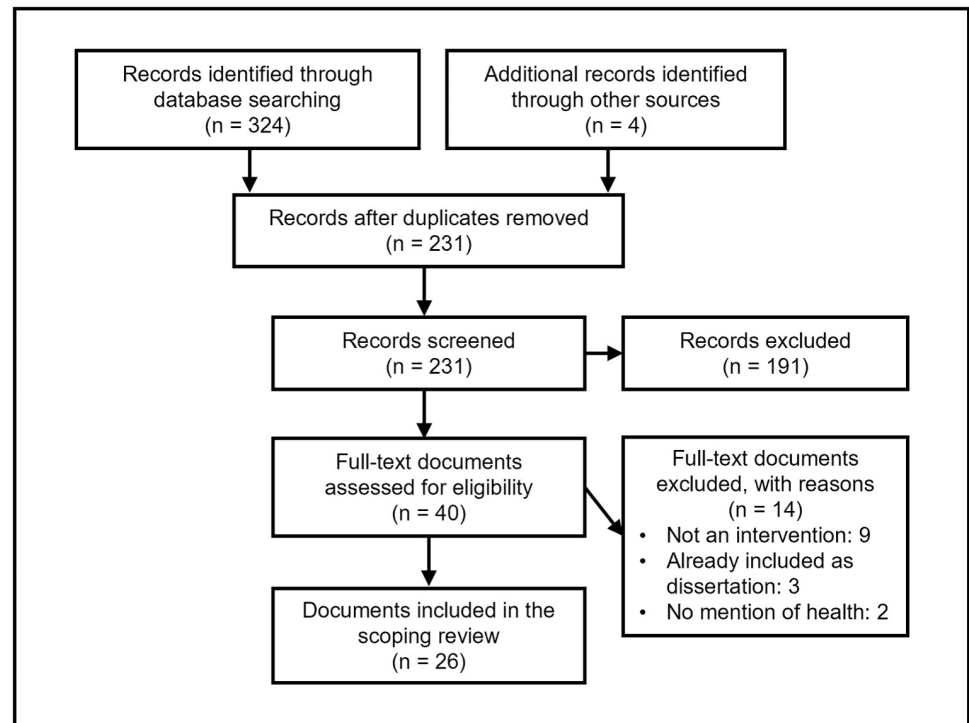 Records identified through
database searching
(n = 324)
Additional records identified
through other sources
(n = 4)
Records after duplicates removed
(n = 231)
Records screened
(n = 231)
Records excluded
(n = 191)
Full-text documents
assessed for eligibility
(n = 40)
Full-text documents
excluded, with reasons
(n = 14)
• Not an intervention: 9
• Already included as
dissertation: 3
• No mention of health: 2
Documents included in the
scoping review
(n = 26)